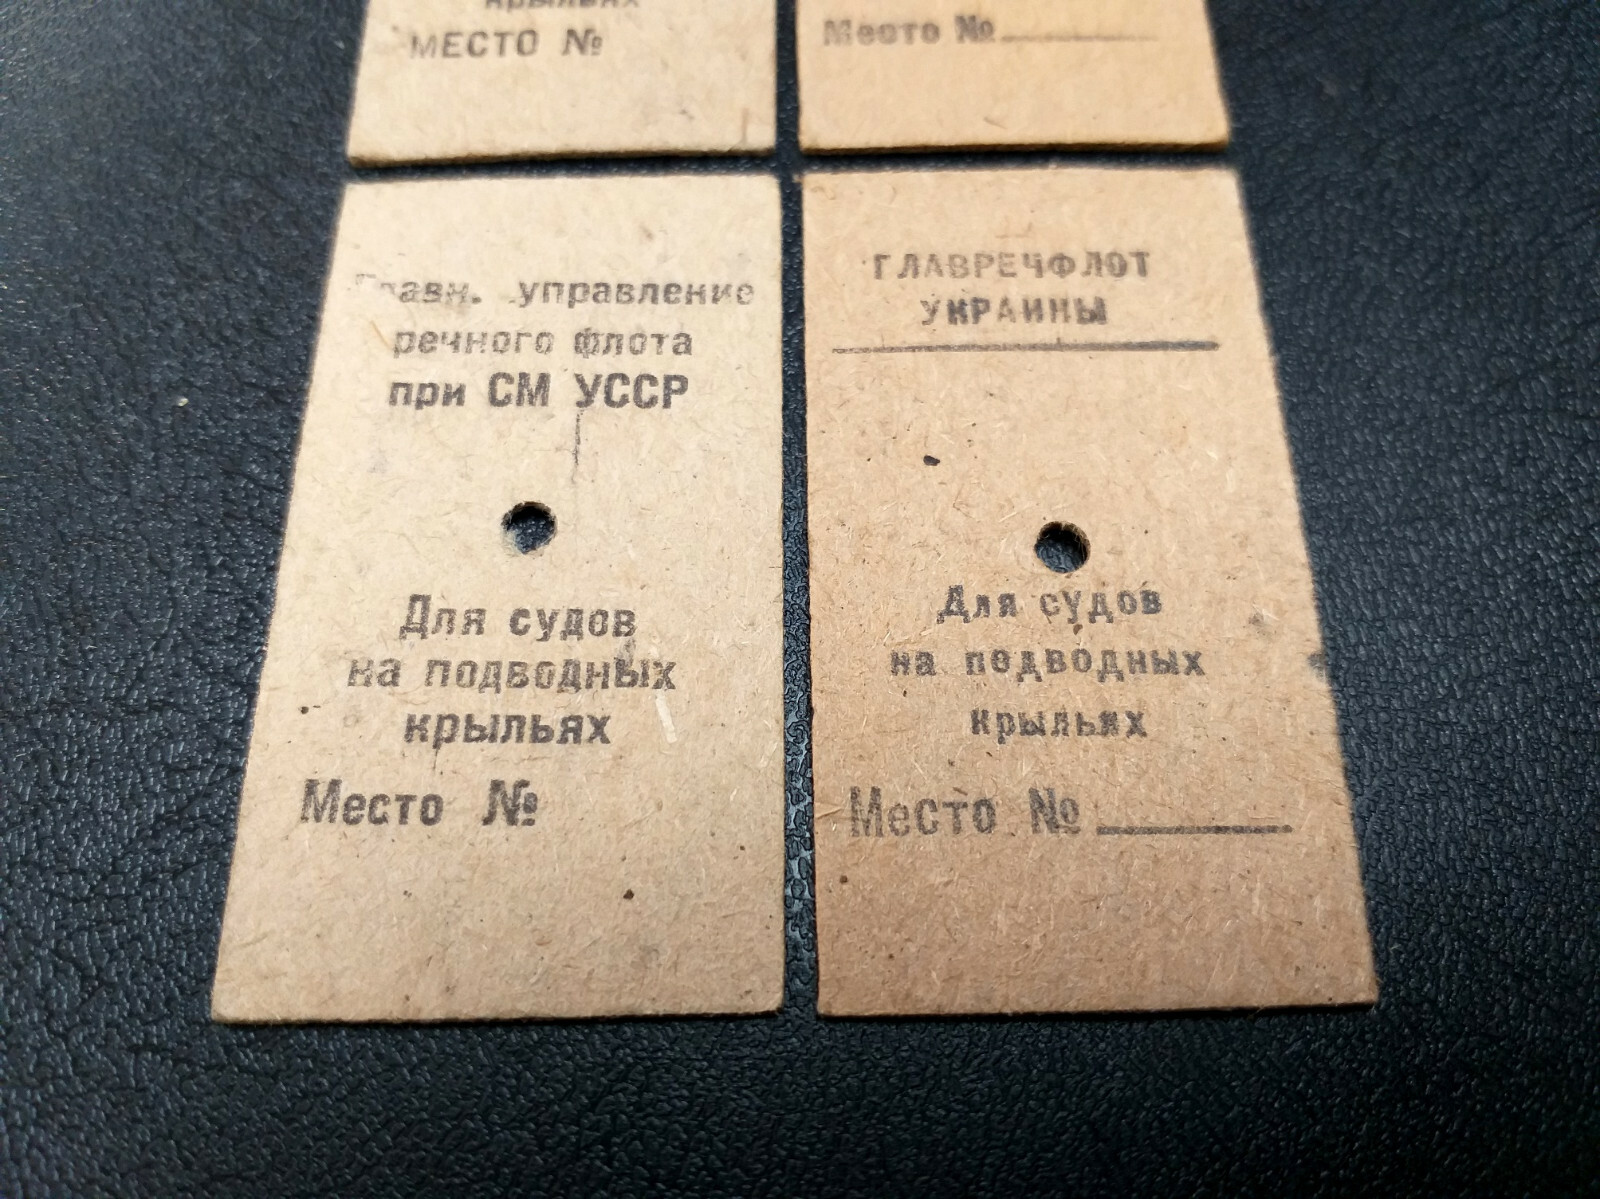 крыльях
МЕСТО №
Место №
Главн. управление
речного флота
при СМ УССР
Для судов
на подводных
крыльях
Место №
ГЛАВРЕЧФЛОТ
УКРАИНЫ
Для судов
на подводных
крыльях
Место №